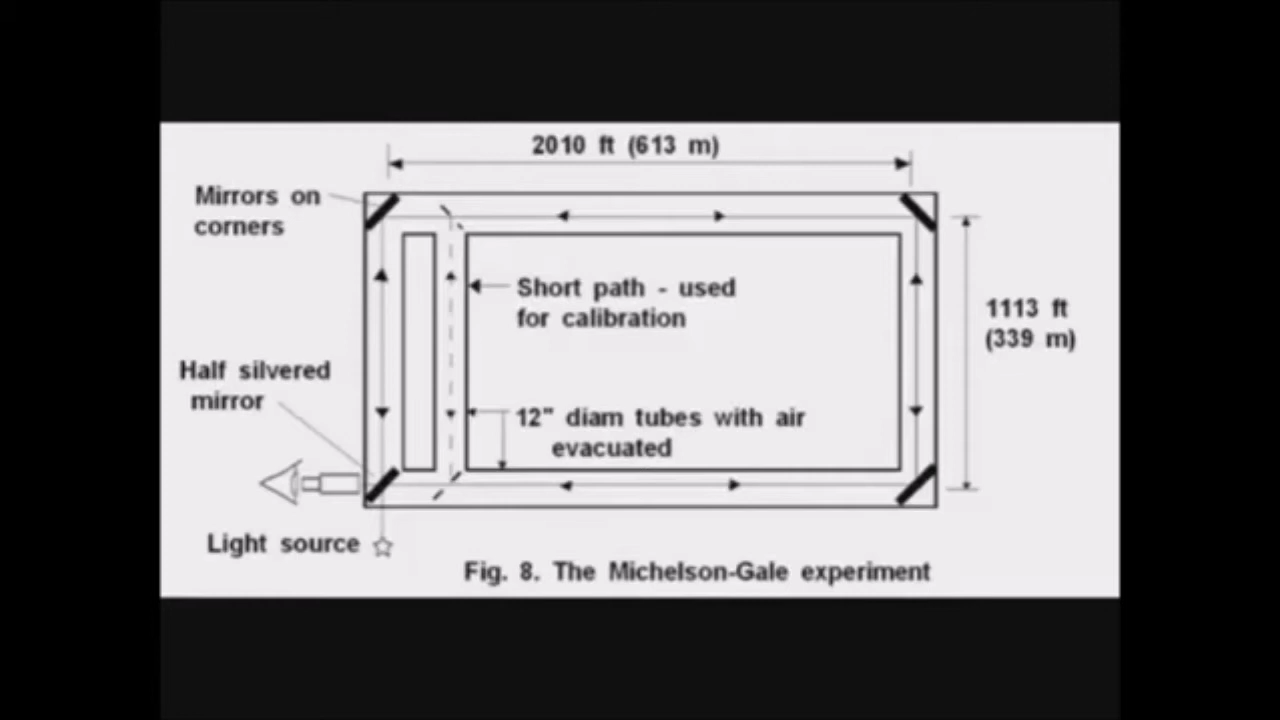 2010 ft (613 m)
Mirrors on
corners
Short path - used
for calibration
1113 ft
(339 m)
Half silvered
mirror
12" diam tubes with air
evacuated
Light source
Fig. 8. The Michelson-Gale experiment